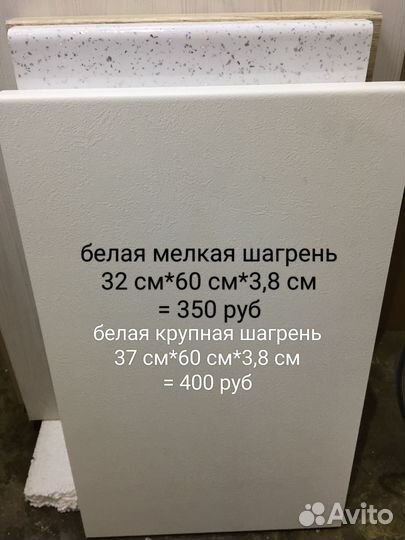 белая мелкая шагрень
32 см*60 см*3,8 см
= 350 руб
белая крупная шагрень
37 см*60 см*3,8 см
= 400 руб
Avito